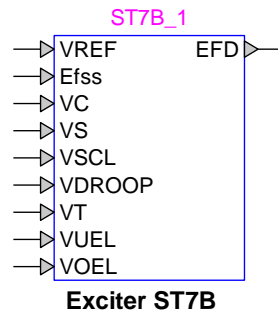 ST7B_1
VREF EFD
Efss
VC
VS
VSCL
VDROOP
VT
VUEL
VOEL
Exciter ST7B